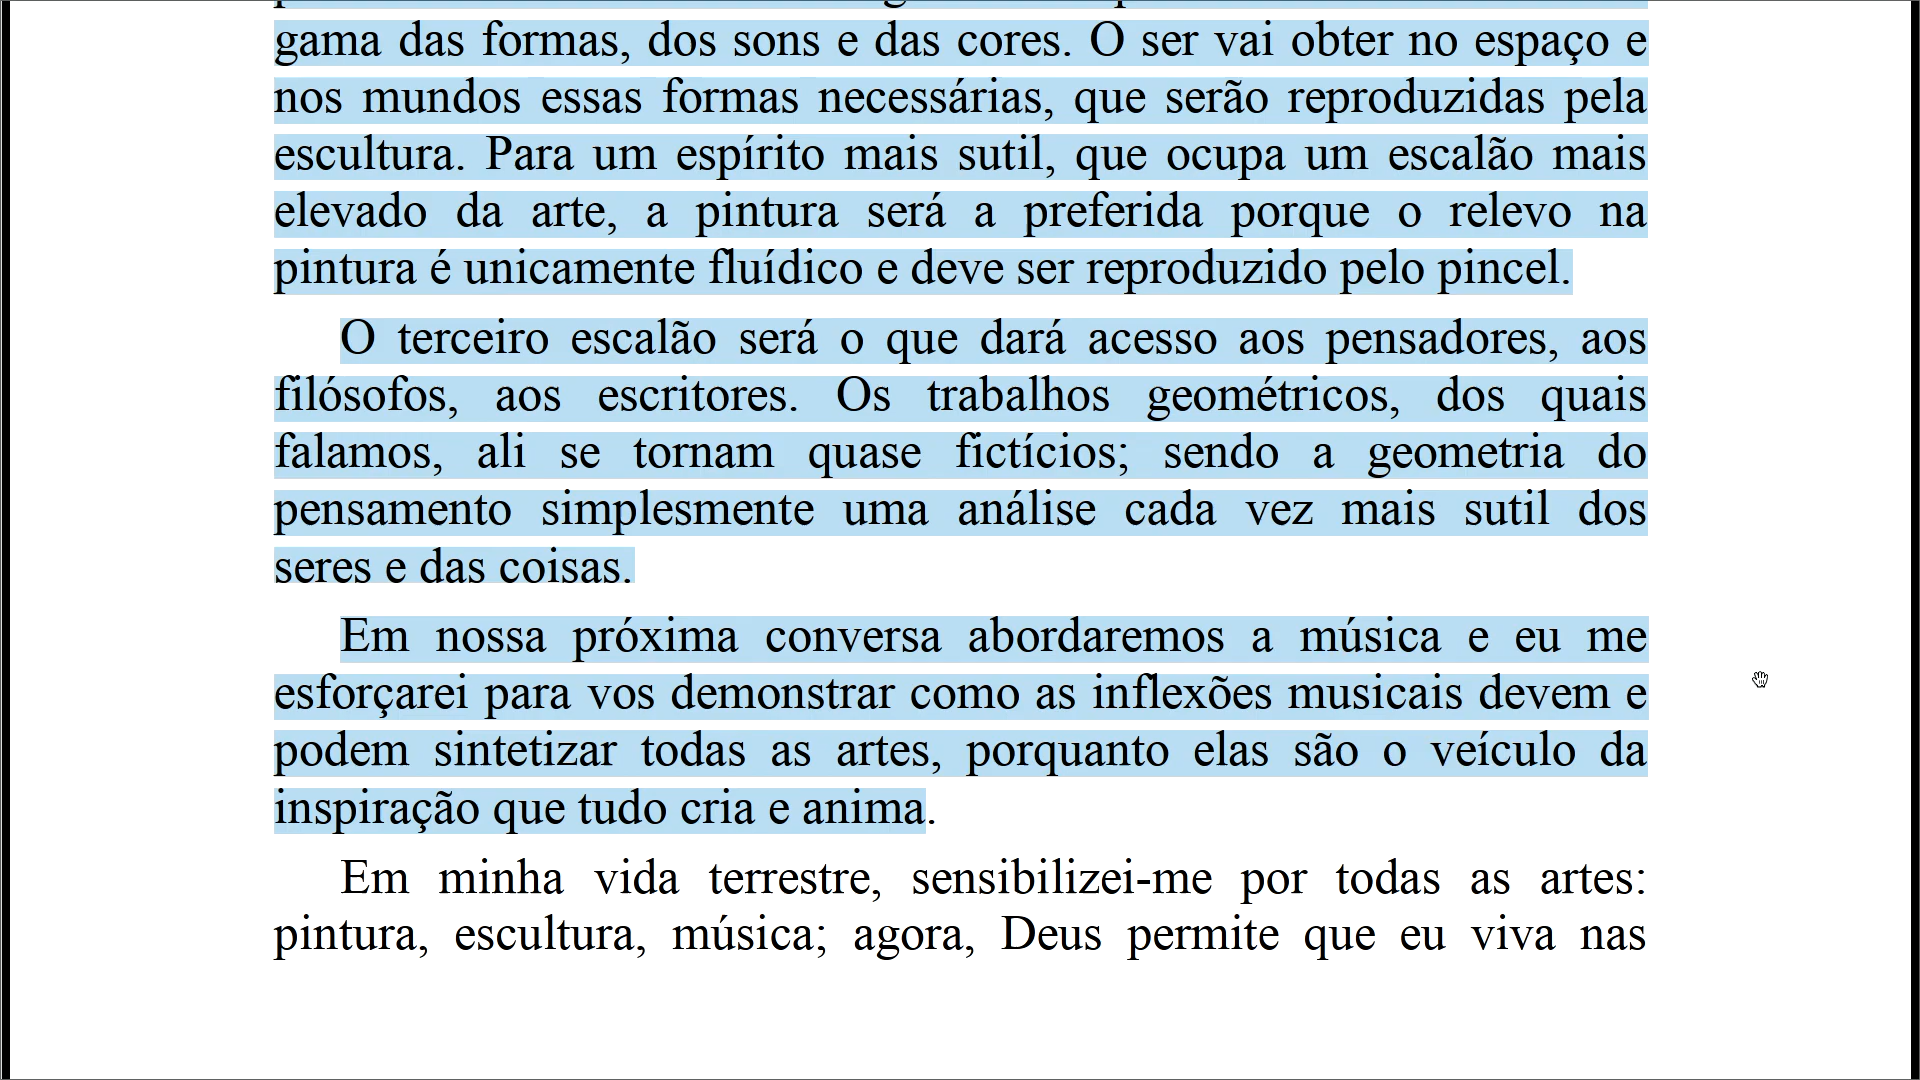 gama das formas, dos sons e das cores. O ser vai obter no espaço e
nos mundos essas formas necessárias, que serão reproduzidas pela
escultura. Para um espírito mais sutil, que ocupa um escalão mais
elevado da arte, a pintura será a preferida porque o relevo na
pintura é unicamente fluídico e deve ser reproduzido pelo pincel.
O terceiro escalão será o que dará acesso aos pensadores, aos
filósofos, aos escritores. Os trabalhos geométricos, dos quais
falamos, ali se tornam quase fictícios; sendo a geometria do
pensamento simplesmente uma análise cada vez mais sutil dos
seres e das coisas.
Em nossa próxima conversa abordaremos a música e eu me
esforçarei para vos demonstrar como as inflexões musicais devem e
podem sintetizar todas as artes, porquanto elas são o veículo da
inspiração que tudo cria e anima.
Em minha vida terrestre, sensibilizei-me por todas as artes:
pintura, escultura, música; agora, Deus permite que eu viva nas